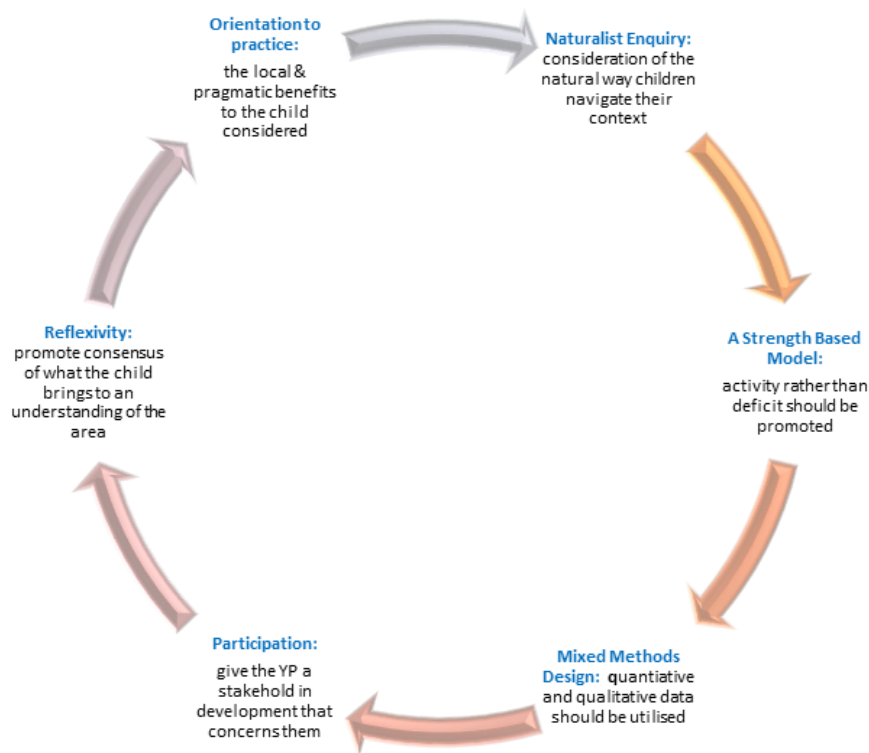 Orientation to
practice:
the local &
pragmatic benefits
to the child
considered
Naturalist Enquiry:
consideration of the
natural way children
navigate their
context
A Strength Based
Model:
activity rather than
deficit should be
promoted
Mixed Methods
Design: quantiative
and qualitative data
should be utilised
Participation:
give the YP a
stakehold in
development that
concerns them
Reflexivity:
promote consensus
of what the child
brings to an
understanding of the
area